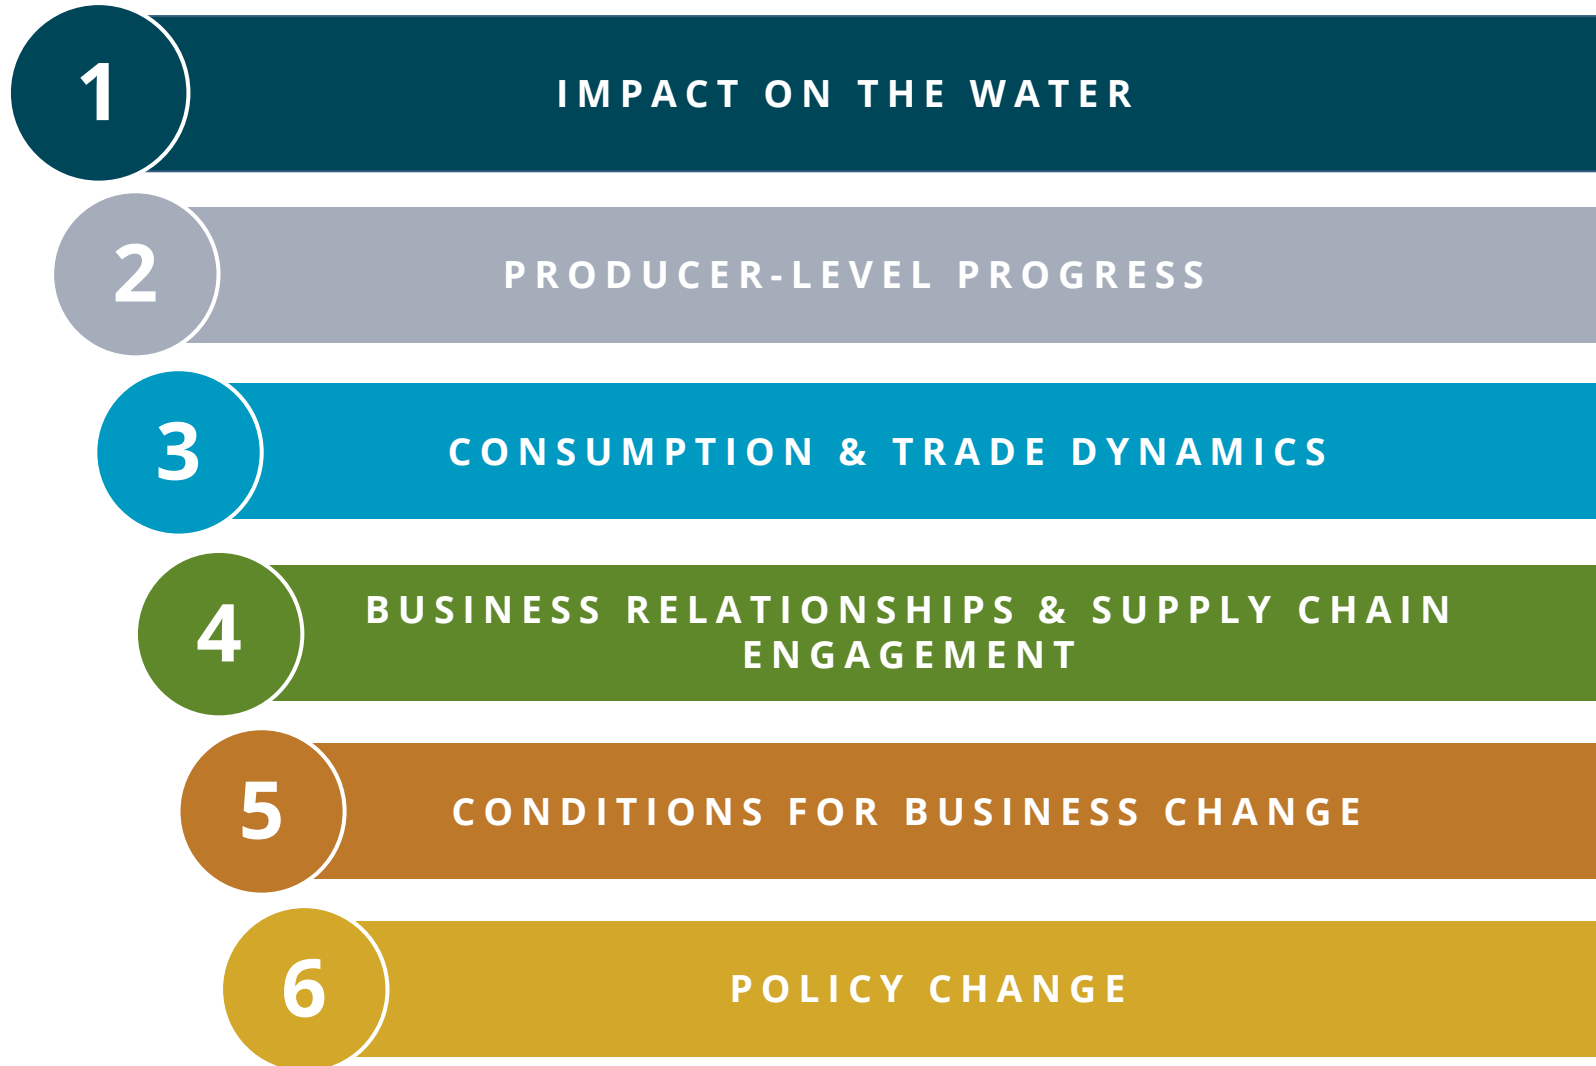 1
IMPACT ON THE WATER
2
PRODUCER-LEVEL PROGRESS
3
CONSUMPTION & TRADE DYNAMICS
4
BUSINESS RELATIONSHIPS & SUPPLY CHAIN
ENGAGEMENT
5
CONDITIONS FOR BUSINESS CHANGE
6
POLICY CHANGE